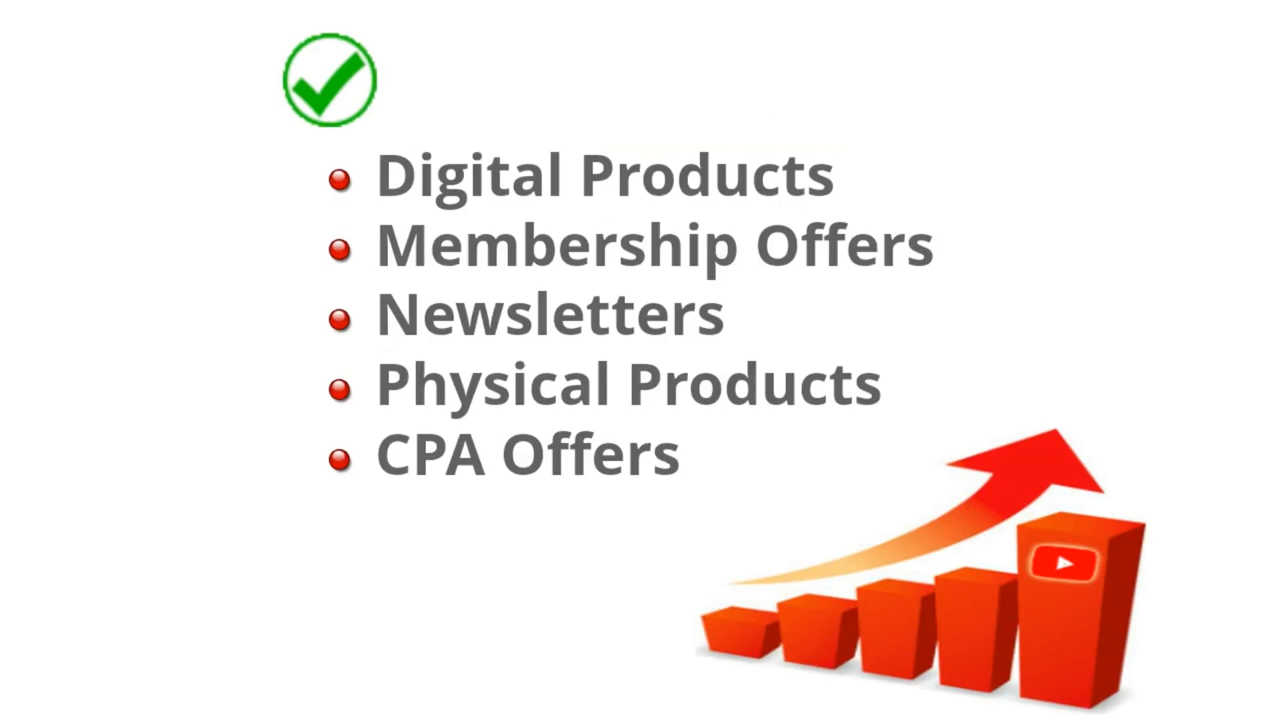 Digital Products
Membership Offers
Newsletters
Physical Products
CPA Offers